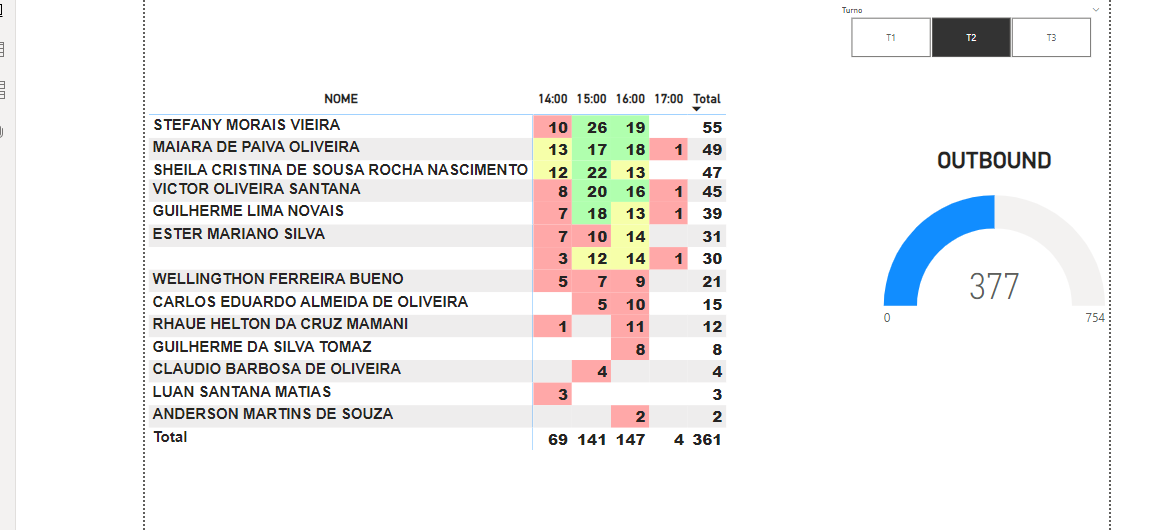 Turno
T1 T2 T3
NOME 14:00 15:00 16:00 17:00 Total
STEFANY MORAIS VIEIRA 10 26 19 55
MAIARA DE PAIVA OLIVEIRA 13 17 18 1 49
SHEILA CRISTINA DE SOUSA ROCHA NASCIMENTO 12 22 13 47
VICTOR OLIVEIRA SANTANA 8 20 16 1 45
GUILHERME LIMA NOVAIS 7 18 13 1 39
ESTER MARIANO SILVA 7 10 14 31
3 12 14 1 30
WELLINGTHON FERREIRA BUENO 5 7 9 21
CARLOS EDUARDO ALMEIDA DE OLIVEIRA 5 10 15
RHAUE HELTON DA CRUZ MAMANI 1 11 12
GUILHERME DA SILVA TOMAZ 8 8
CLAUDIO BARBOSA DE OLIVEIRA 4 4
LUAN SANTANA MATIAS 3 3
ANDERSON MARTINS DE SOUZA 2 2
Total 69 141 147 4 361
OUTBOUND
377
0 754